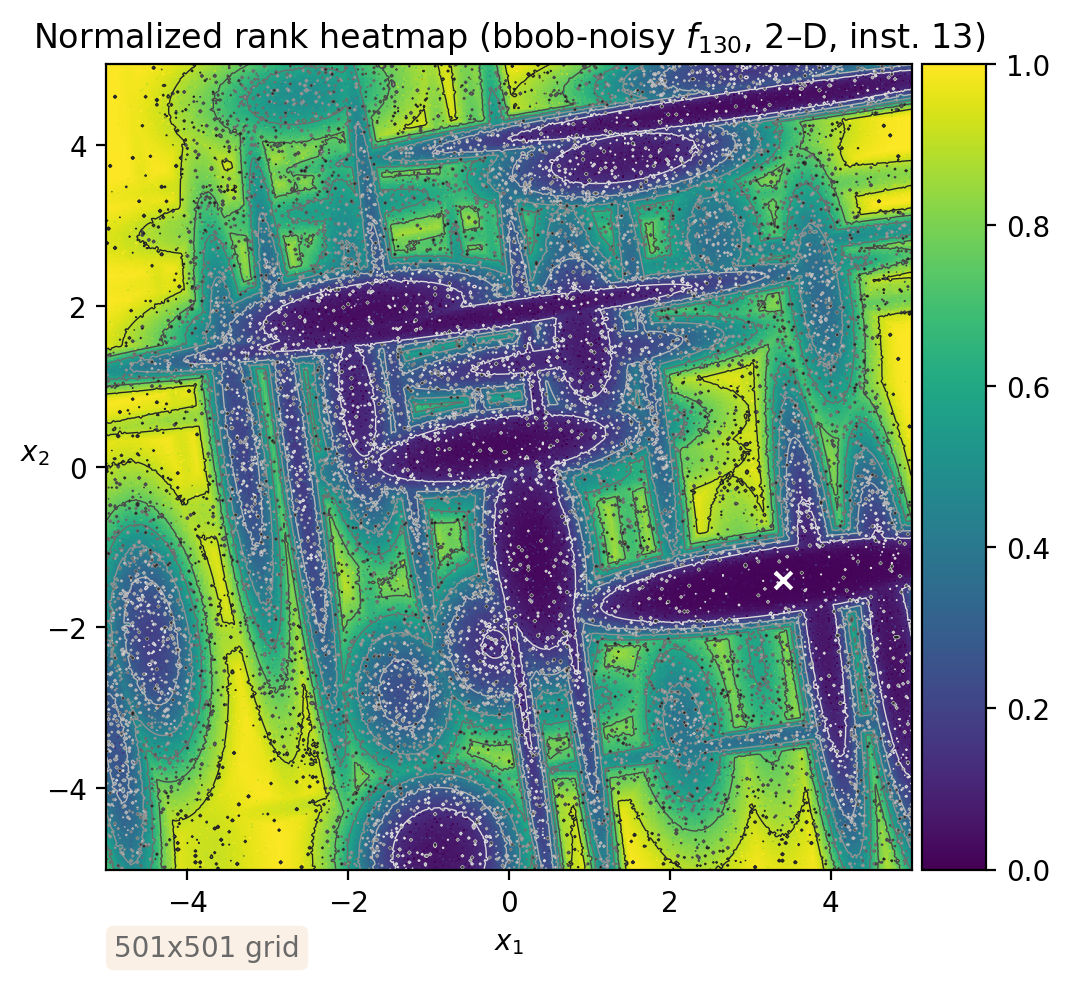 Normalized rank heatmap (bbob-noisy f₁₃₀, 2–D, inst. 13)
1.0
0.8
0.6
0.4
0.2
0.0
4
2
0
−2
−4
x₂
−4 −2 0 2 4
x₁
501x501 grid